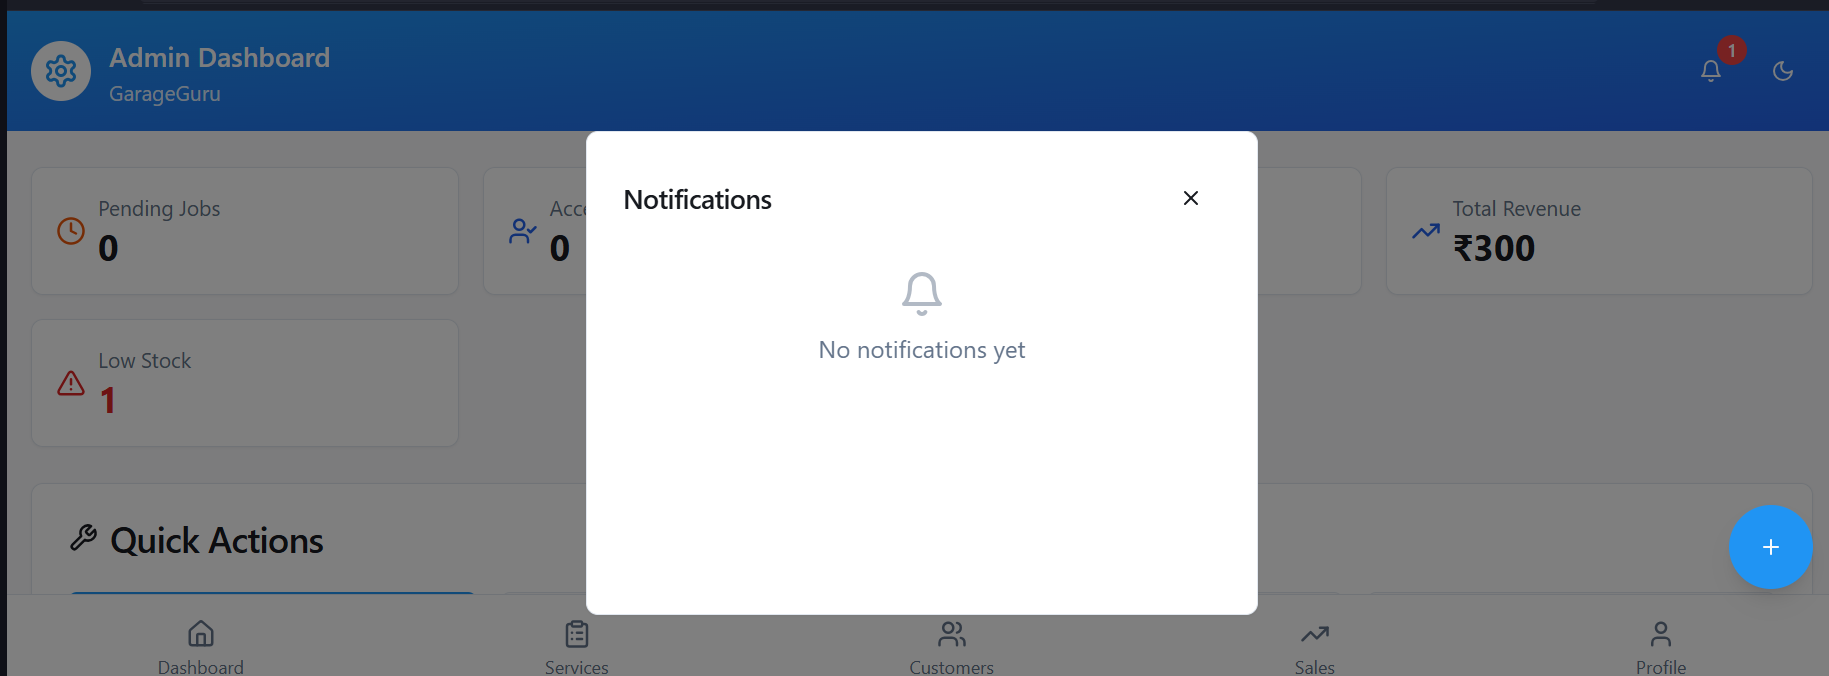 Admin Dashboard
GarageGuru
1
Notifications
No notifications yet
Pending Jobs
0
0
Total Revenue
₹300
Low Stock
1
Quick Actions
Dashboard
Services
Customers
Sales
Profile